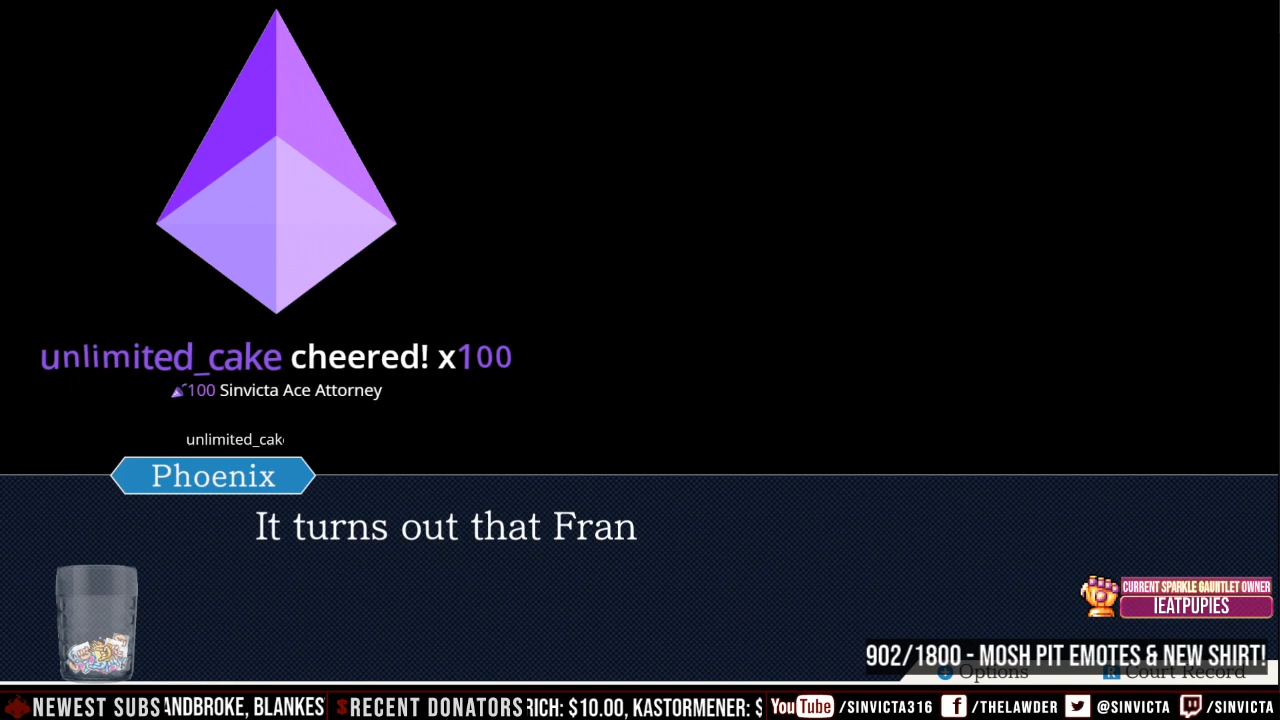 unlimited_cake cheered! x100
100 Sinvicta Ace Attorney
unlimited_cak
Phoenix
It turns out that Fran
CURRENT SPARKLE GAUNTLET OWNER
IEATPUPIES
902/1800 - MOSH PIT EMOTES & NEW SHIRT!
Options
R Court Record
NEWEST SUBS ANDBROKE, BLANKES $ RECENT DONATORS RICH: $10.00, KASTORMENER: $ YouTube /SINVICTA316 f /THELAWDER @SINVICTA /SINVICTA